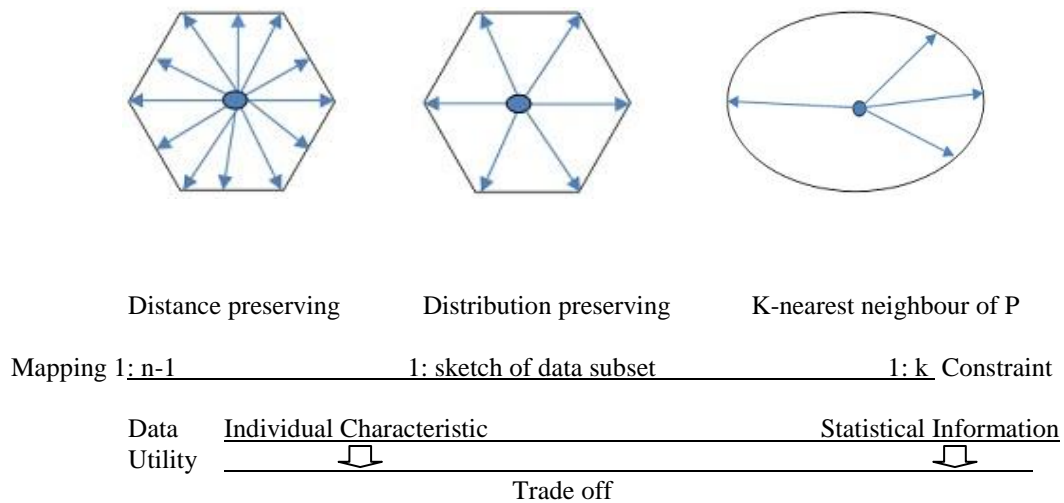 Distance preserving Distribution preserving K-nearest neighbour of P
Mapping 1: n-1 1: sketch of data subset 1: k Constraint
Data Individual Characteristic Statistical Information
Utility
Trade off